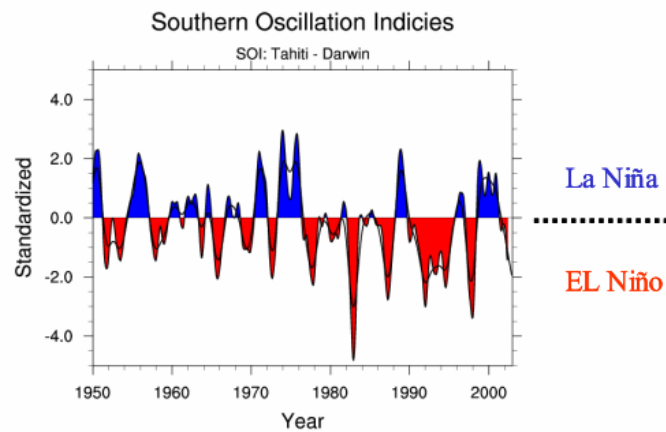 Southern Oscillation Indicies
SOI: Tahiti - Darwin
4.0
2.0
0.0
-2.0
-4.0
Standardized
1950 1960 1970 1980 1990 2000
Year
La Niña
EL Niño